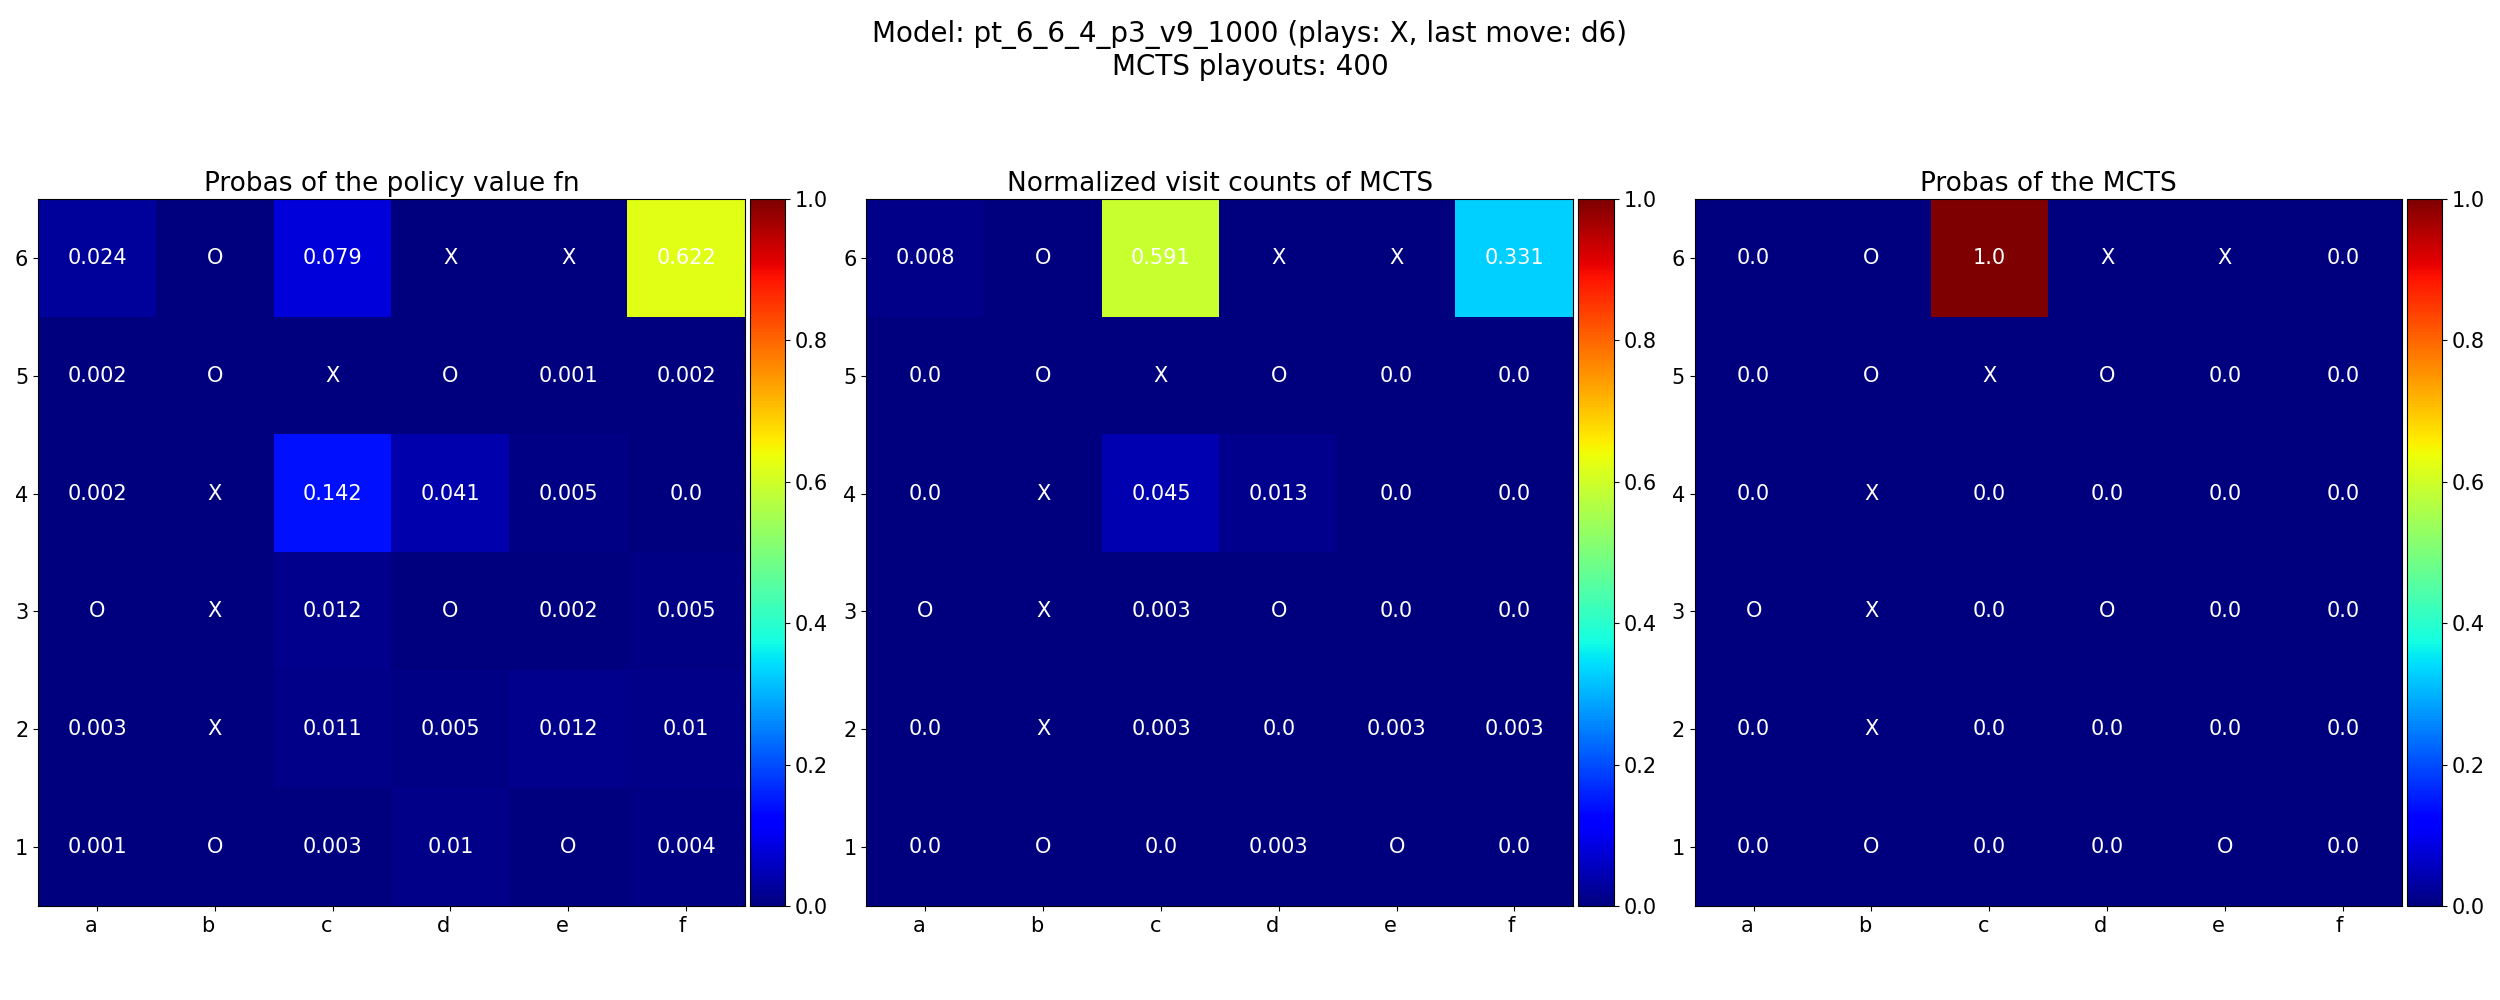 Model: pt_6_6_4_p3_v9_1000 (plays: X, last move: d6)
MCTS playouts: 400
Probas of the policy value fn
6 0.024 O 0.079 X X 0.622
5 0.002 O X O 0.001 0.002
4 0.002 X 0.142 0.041 0.005 0.0
3 O X 0.012 O 0.002 0.005
2 0.003 X 0.011 0.005 0.012 0.01
1 0.001 O 0.003 0.01 O 0.004
a b c d e f
1.0
0.8
0.6
0.4
0.2
0.0
Normalized visit counts of MCTS
6 0.008 O 0.591 X X 0.331
5 0.0 O X O 0.0 0.0
4 0.0 X 0.045 0.013 0.0 0.0
3 O X 0.003 O 0.0 0.0
2 0.0 X 0.003 0.0 0.003 0.003
1 0.0 O 0.0 0.003 O 0.0
a b c d e f
1.0
0.8
0.6
0.4
0.2
0.0
Probas of the MCTS
6 0.0 O 1.0 X X 0.0
5 0.0 O X O 0.0 0.0
4 0.0 X 0.0 0.0 0.0 0.0
3 O X 0.0 O 0.0 0.0
2 0.0 X 0.0 0.0 0.0 0.0
1 0.0 O 0.0 0.0 O 0.0
a b c d e f
1.0
0.8
0.6
0.4
0.2
0.0